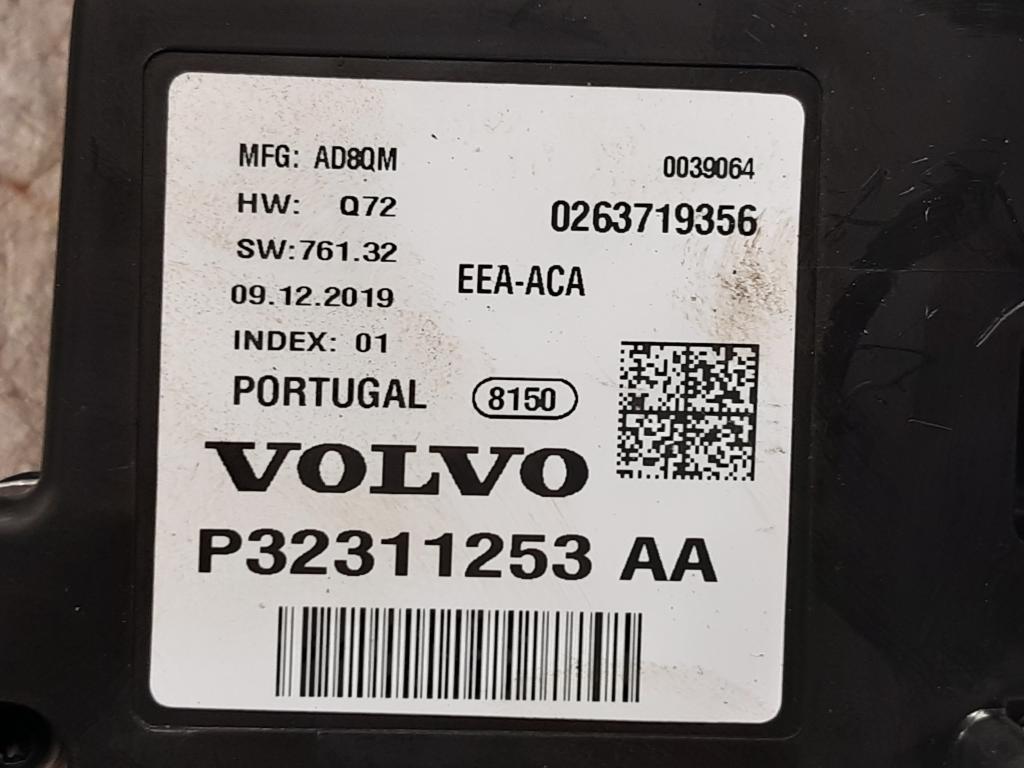 MFG: AD8QM
0039064
HW: Q72
0263719356
SW:761.32
EEA-ACA
09.12.2019
INDEX: 01
PORTUGAL
8150
VOLVO
P32311253 AA